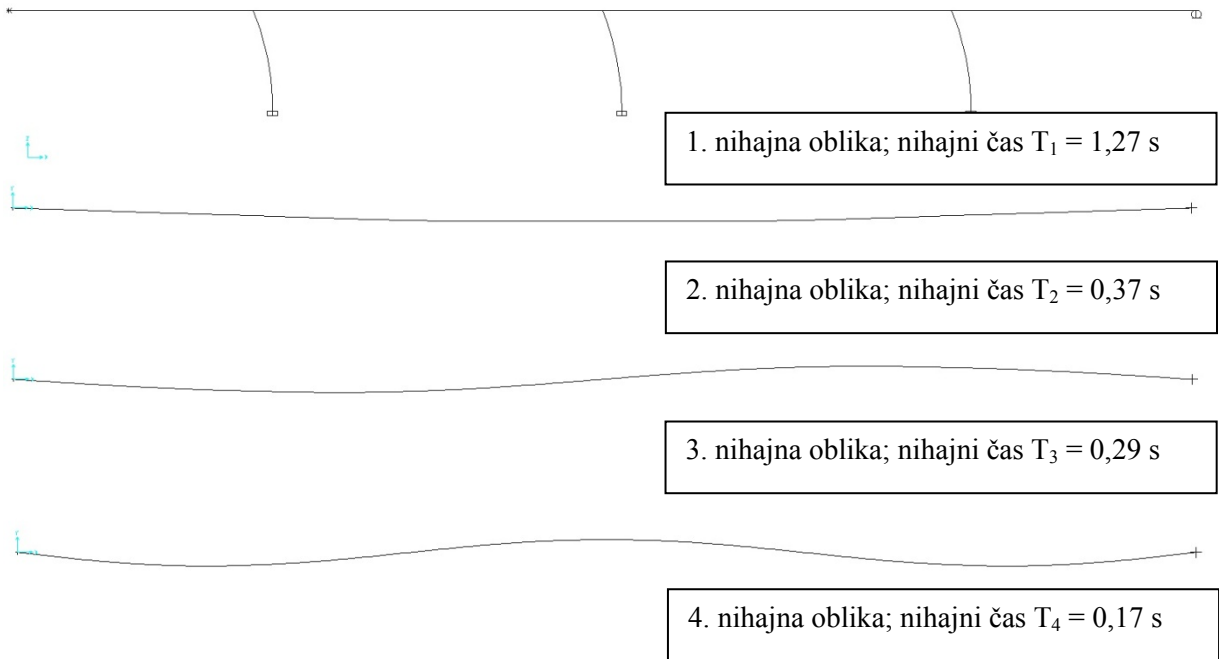 1. nihajna oblika; nihajni čas T₁ = 1,27 s
2. nihajna oblika; nihajni čas T₂ = 0,37 s
3. nihajna oblika; nihajni čas T₃ = 0,29 s
4. nihajna oblika; nihajni čas T₄ = 0,17 s